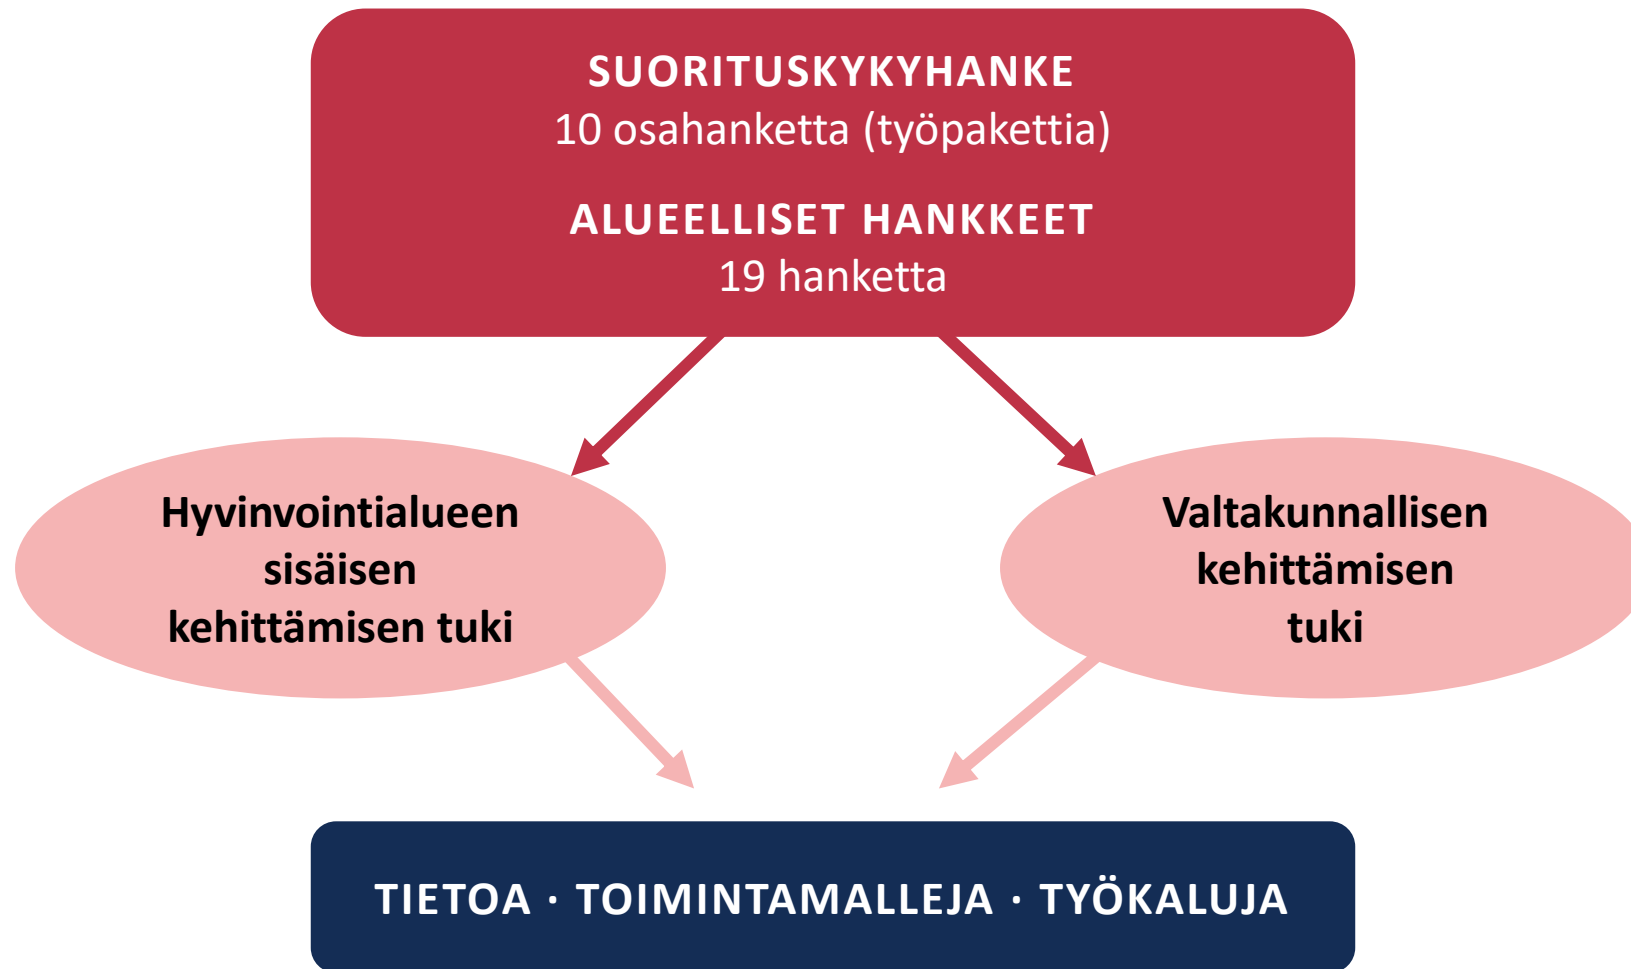 SUORITUSKYKYHANKE
10 osahanketta (työpakettia)
ALUEELLISET HANKKEET
19 hanketta
Hyvinvointialueen
sisäisen
kehittämisen tuki
Valtakunnallisen
kehittämisen
tuki
TIETOA · TOIMINTAMALLEJA · TYÖKALUJA